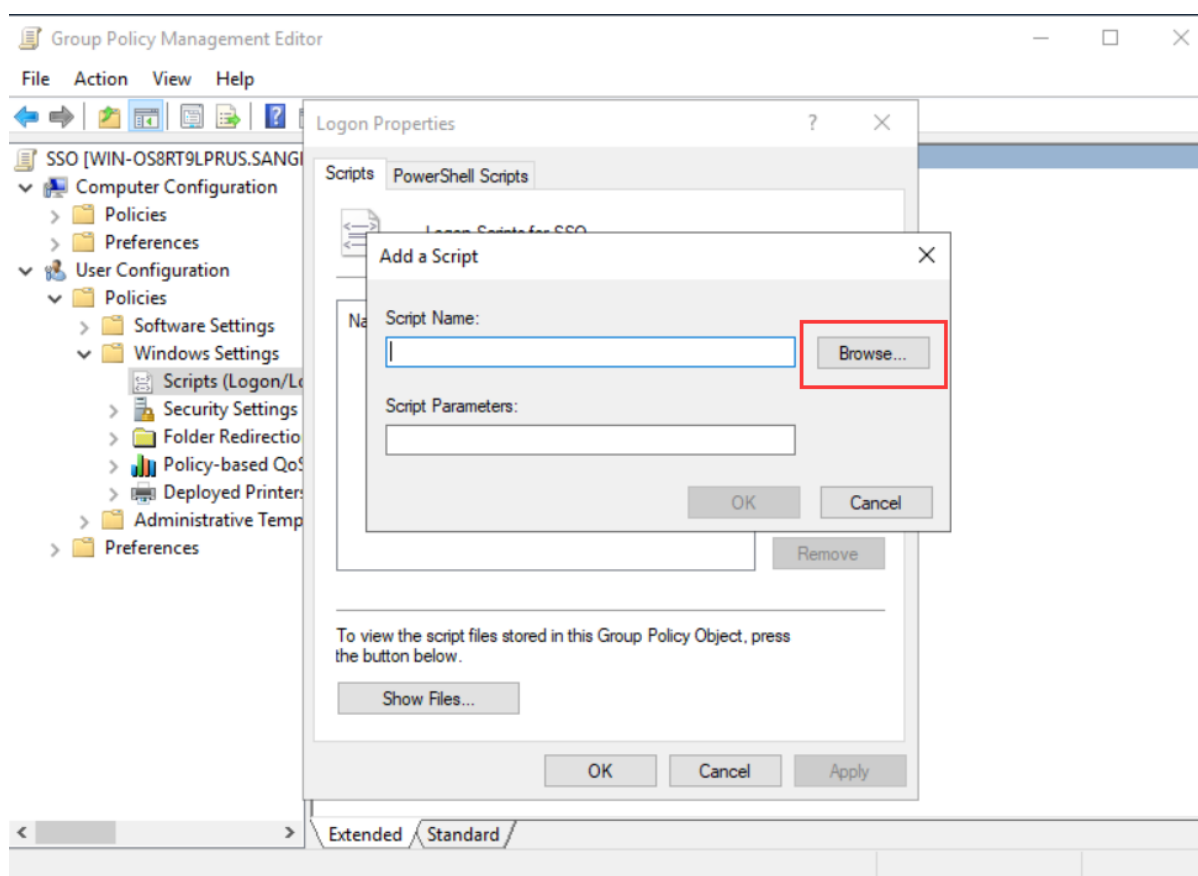 Group Policy Management Editor
File Action View Help
SSO [WIN-OS8RT9LPRUS.SANGI
Computer Configuration
Policies
Preferences
User Configuration
Policies
Software Settings
Windows Settings
Scripts (Logon/Lo
Security Settings
Folder Redirectio
Policy-based QoS
Deployed Printers
Administrative Temp
Preferences
Logon Properties
Scripts PowerShell Scripts
Logon Scripts for SSO
Na
Add a Script
Script Name:
Browse...
Script Parameters:
OK Cancel
Remove
To view the script files stored in this Group Policy Object, press
the button below.
Show Files...
OK Cancel Apply
Extended Standard